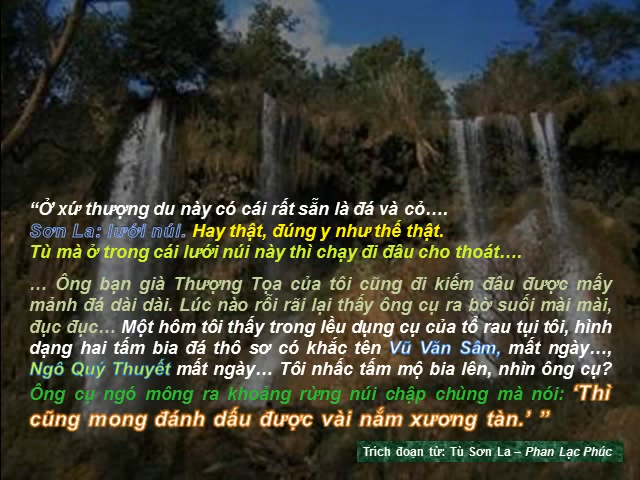 “Ở xứ thượng du này có cái rất sẵn là đá và cỏ….
Sơn La: lưới núi. Hay thật, đúng y như thế thật.
Tù mà ở trong cái lưới núi này thì chạy đi đâu cho thoát….
… Ông bạn già Thượng Tọa của tôi cũng đi kiếm đâu được mấy
mảnh đá dài dài. Lúc nào rỗi rãi lại thấy ông cụ ra bờ suối mài mài,
đục đục… Một hôm tôi thấy trong lều dụng cụ của tổ rau tụi tôi, hình
dạng hai tấm bia đá thô sơ có khắc tên Vũ Văn Sâm, mất ngày…,
Ngô Quý Thuyết mất ngày… Tôi nhấc tấm mộ bia lên, nhìn ông cụ?
Ông cụ ngó mông ra khoảng rừng núi chập chùng mà nói: ‘Thì
cũng mong đánh dấu được vài nắm xương tàn.’ ”
Trích đoạn từ: Tù Sơn La – Phan Lạc Phúc